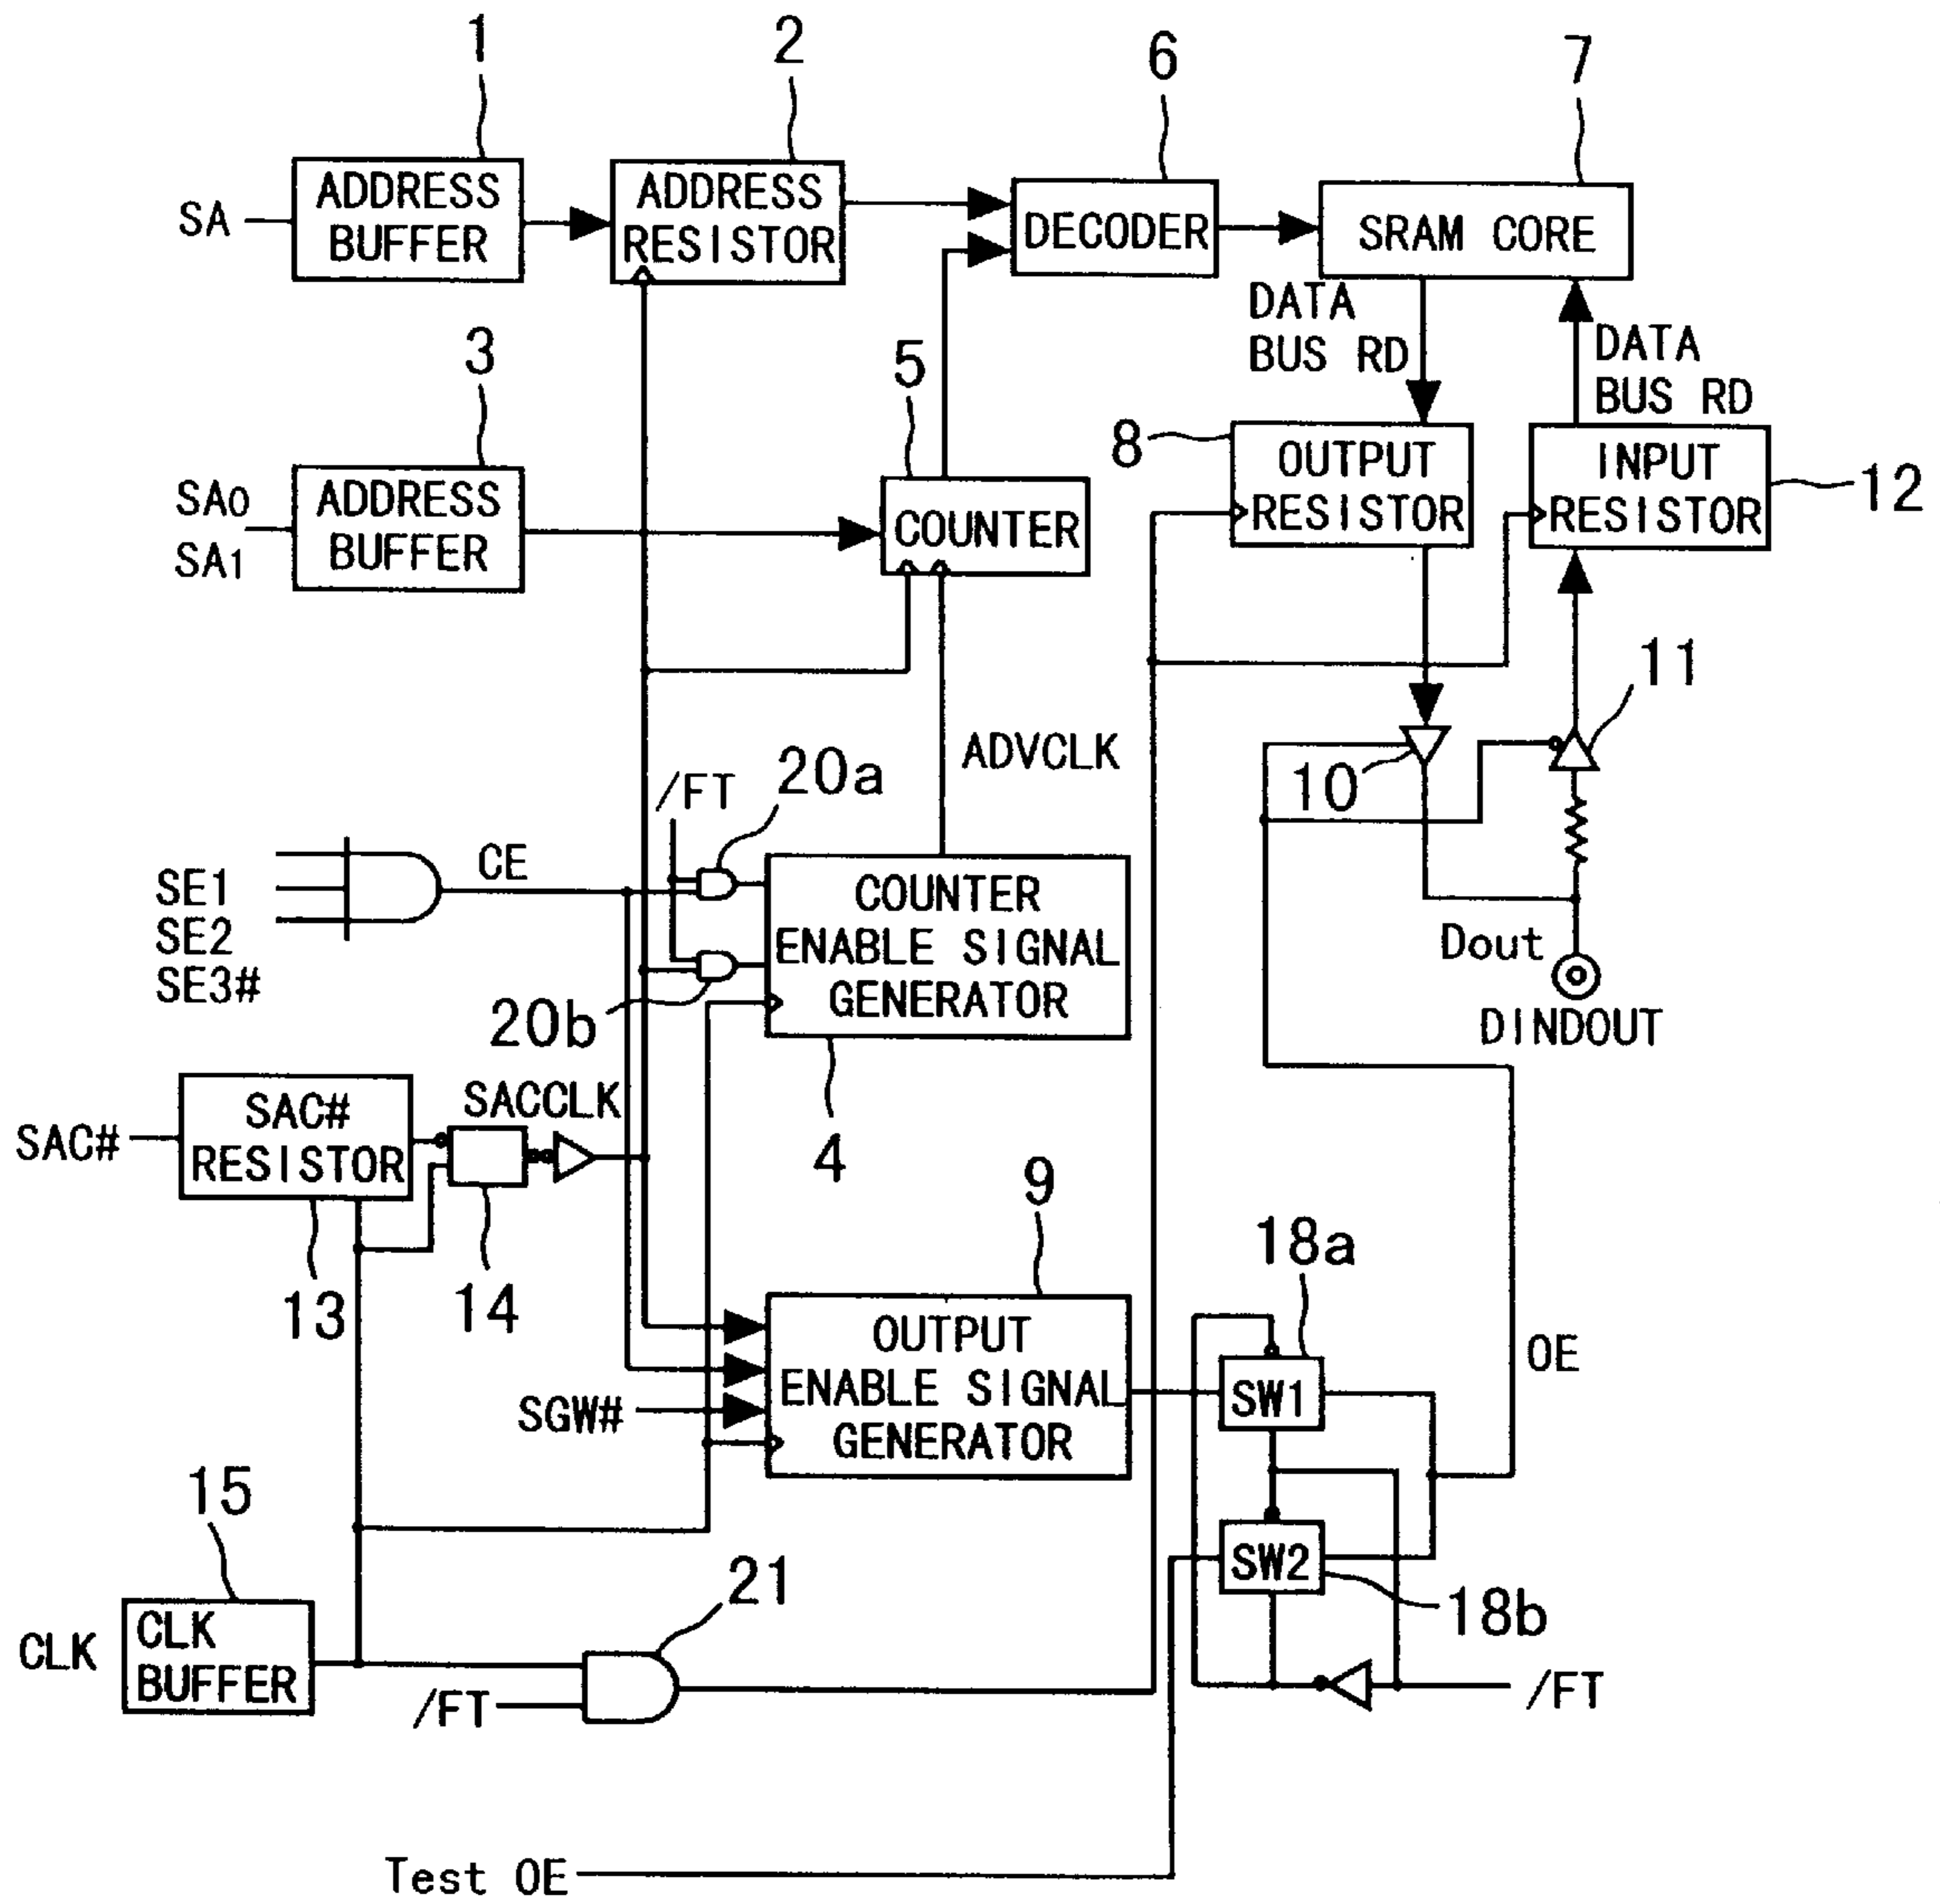 1
2
6
7
SA
ADDRESS
BUFFER
ADDRESS
RESISTOR
DECODER
SRAM CORE
DATA
BUS RD
DATA
BUS RD
3
5
8
OUTPUT
RESISTOR
INPUT
RESISTOR
12
SA0
SA1
ADDRESS
BUFFER
COUNTER
11
ADVCLK
10
/FT
20a
CE
SE1
SE2
SE3#
COUNTER
ENABLE SIGNAL
GENERATOR
20b
Dout
DINDOUT
SAC#
SAC#
RESISTOR
SACCLK
4
13
14
9
18a
OUTPUT
ENABLE SIGNAL
GENERATOR
SGW#
SW1
OE
15
SW2
18b
CLK
CLK
BUFFER
21
/FT
/FT
Test OE